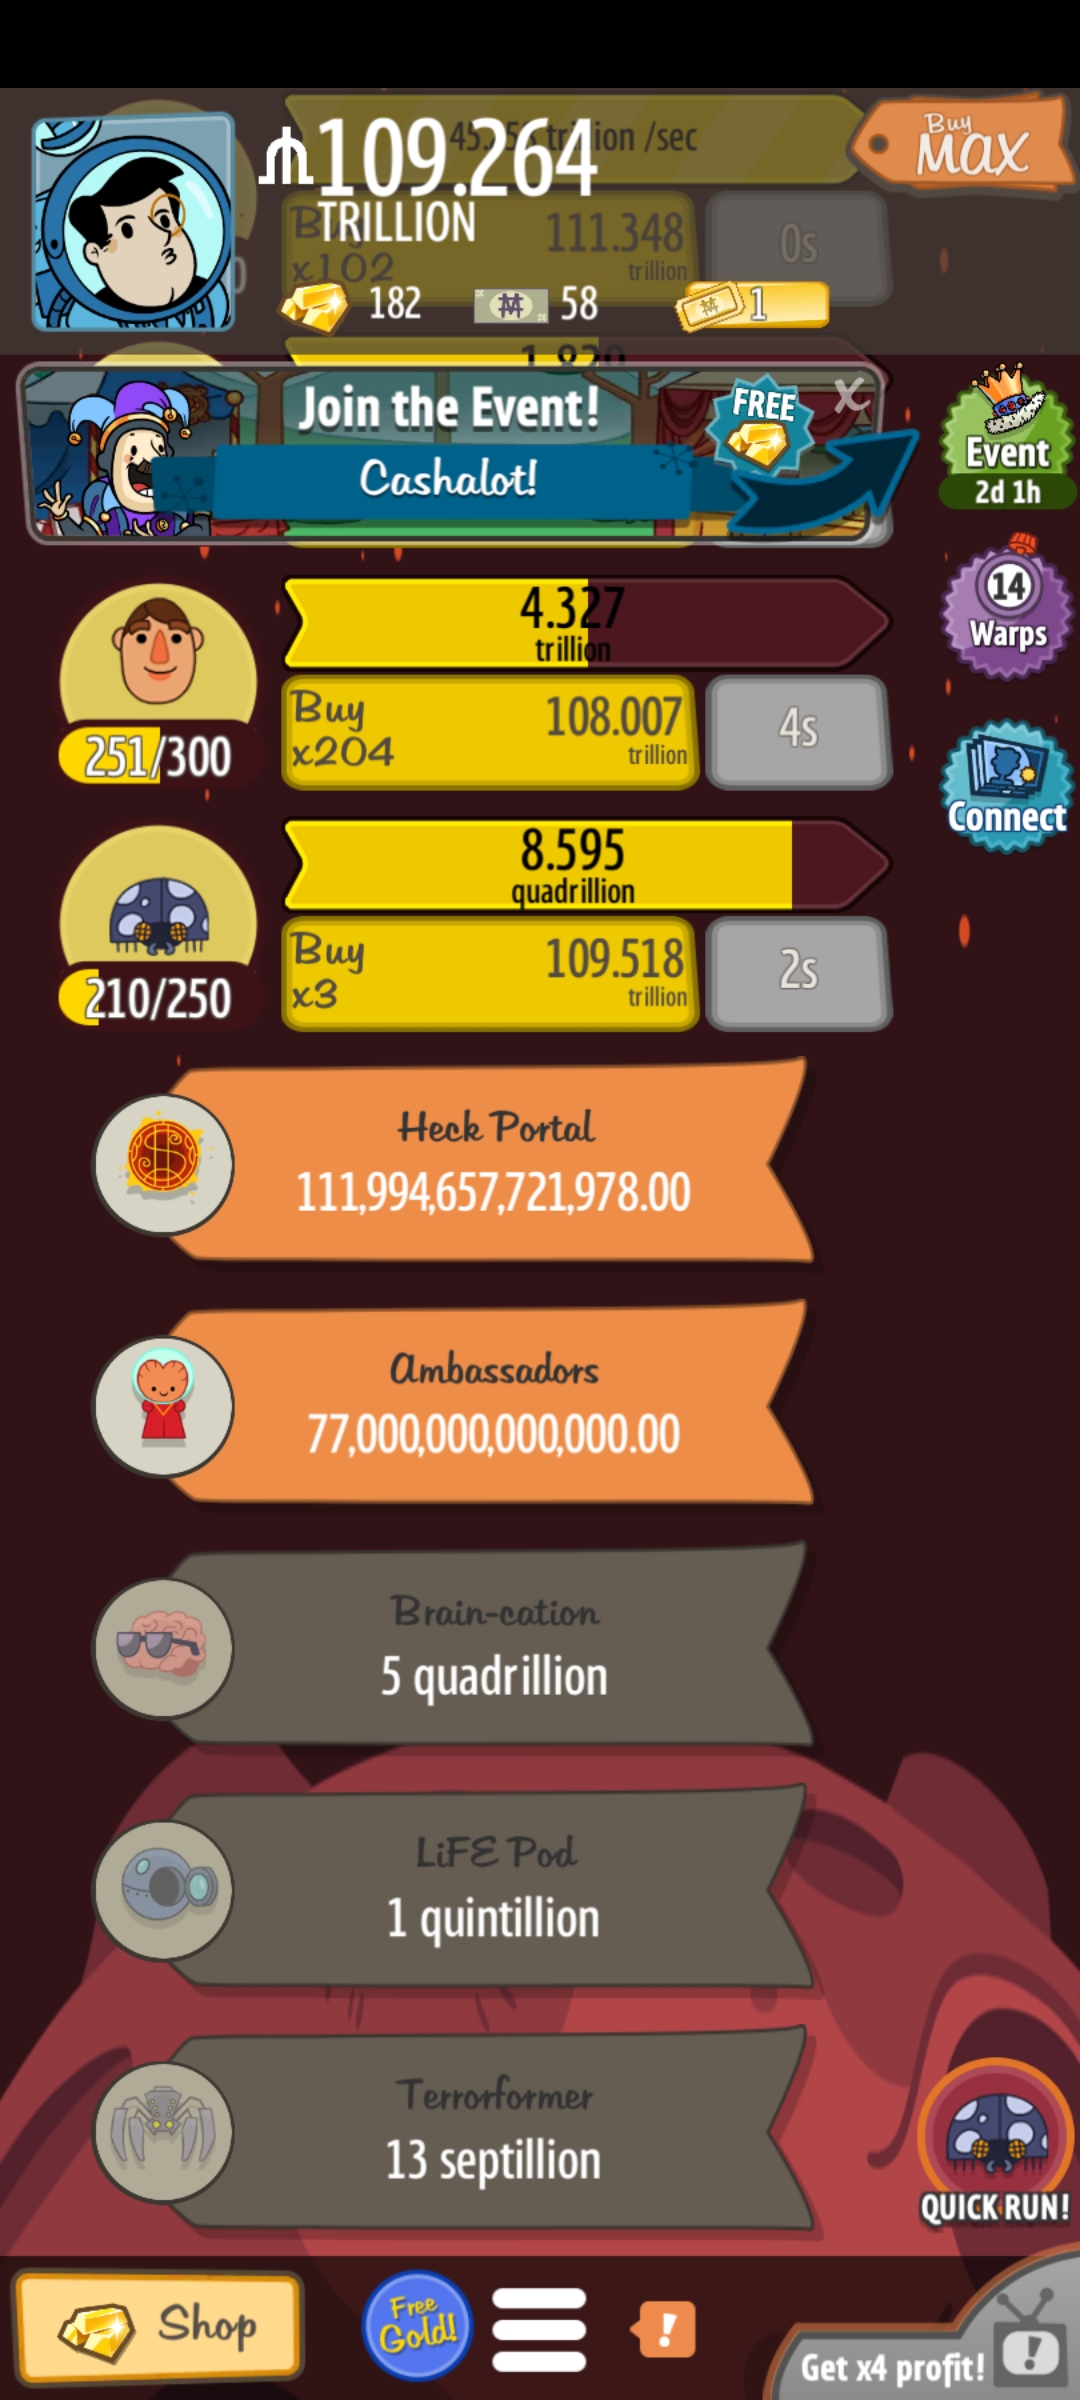 109.264
TRILLION
trillion /sec
Buy
MAX
x102
111.348
trillion
0s
182
58
1
Join the Event!
Cashalot!
FREE
X
Event
2d 1h
4.327
trillion
251/300
Buy
x204
108.007
trillion
4s
14
Warps
Connect
8.595
quadrillion
210/250
Buy
x3
109.518
trillion
2s
Heck Portal
111,994,657,721,978.00
Ambassadors
77,000,000,000,000.00
Brain-cation
5 quadrillion
LiFE Pod
1 quintillion
Terrorformer
13 septillion
QUICK RUN!
Shop
Free
Gold!
!
Get x4 profit!
!